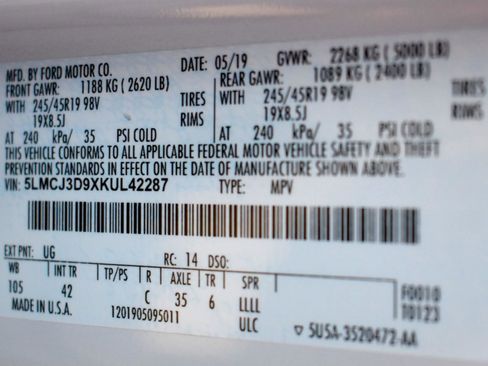 MFD. BY FORD MOTOR CO. DATE: 05/19 GVWR: 2268 KG (5000 LB)
FRONT GAWR: 1188 KG (2620 LB) REAR GAWR: 1089 KG (2400 LB)
WITH 245/45R19 98V TIRES WITH 245/45R19 98V TIRES
19X8.5J RIMS 19X8.5J RIMS
AT 240 kPa/ 35 PSI COLD AT 240 kPa/ 35 PSI COLD
THIS VEHICLE CONFORMS TO ALL APPLICABLE FEDERAL MOTOR VEHICLE SAFETY AND THEFT
PREVENTION STANDARDS IN EFFECT ON THE DATE OF MANUFACTURE SHOWN ABOVE.
VIN: 5LMCJ3D9XKUL42287 TYPE: MPV
EXT PNT: UG RC: 14 DSO:
WB INT TR TP/PS R AXLE TR SPR
105 42 C 35 6 LLLL F0010
MADE IN U.S.A. 1201905095011 ULC T0123
5U5A-3520472-AA